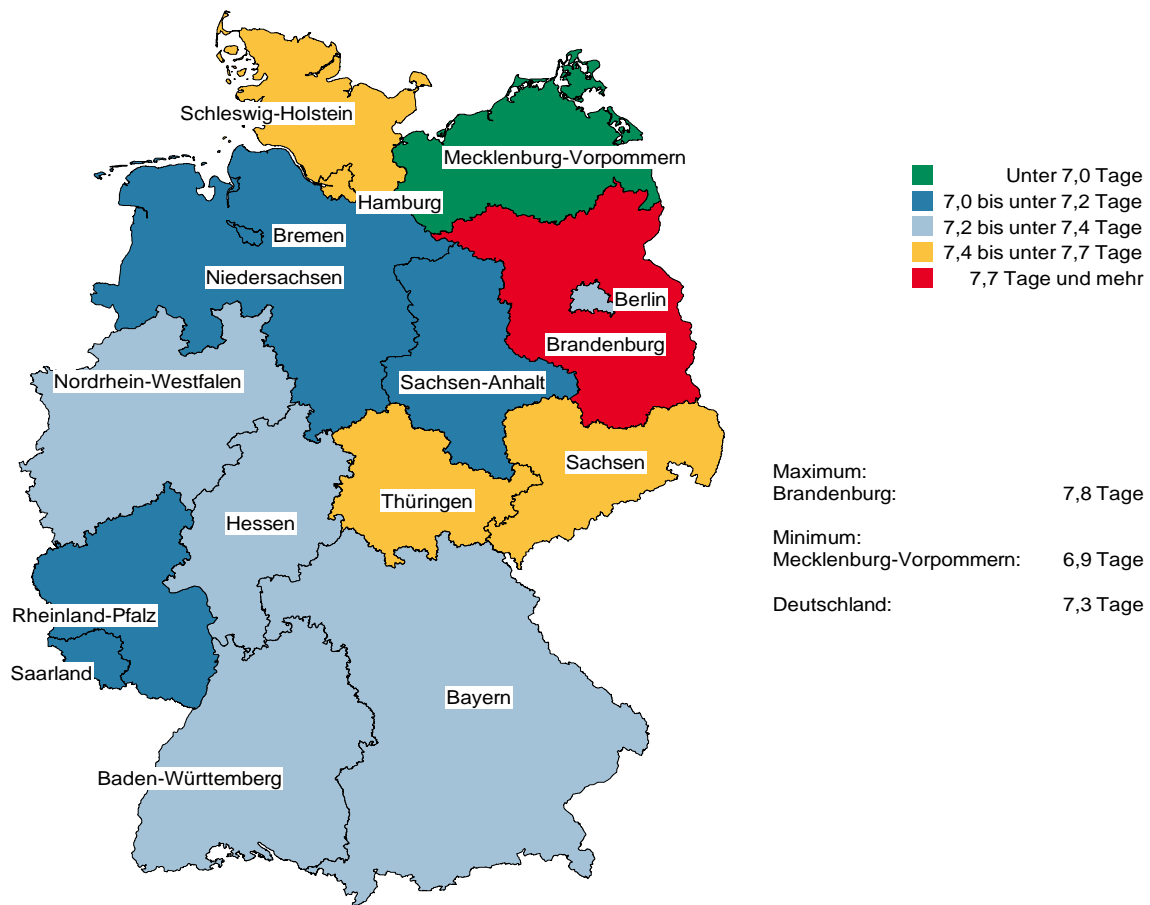 Schleswig-Holstein
Mecklenburg-Vorpommern
Hamburg
Bremen
Niedersachsen
Berlin
Brandenburg
Nordrhein-Westfalen
Sachsen-Anhalt
Sachsen
Thüringen
Hessen
Rheinland-Pfalz
Saarland
Bayern
Baden-Württemberg
Unter 7,0 Tage
7,0 bis unter 7,2 Tage
7,2 bis unter 7,4 Tage
7,4 bis unter 7,7 Tage
7,7 Tage und mehr
Maximum:
Brandenburg: 7,8 Tage
Minimum:
Mecklenburg-Vorpommern: 6,9 Tage
Deutschland: 7,3 Tage